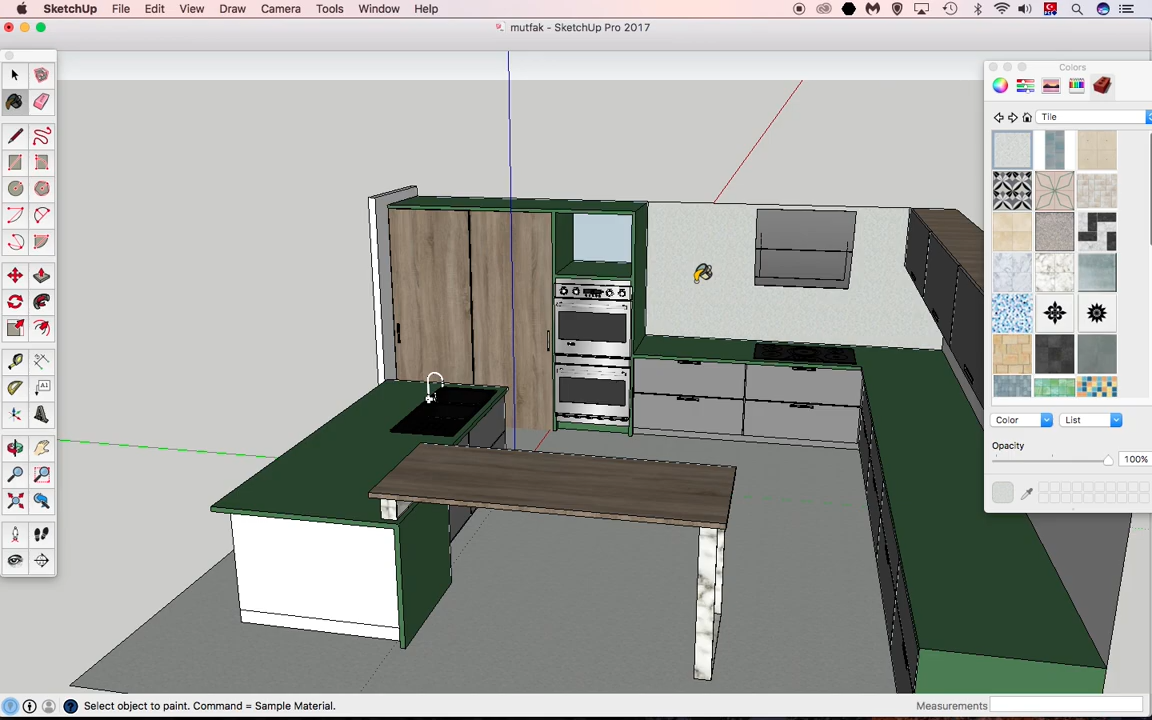 SketchUp File Edit View Draw Camera Tools Window Help
mutfak - SketchUp Pro 2017
Colors
Tile
Color
List
Opacity
100%
A1
Select object to paint. Command = Sample Material.
Measurements